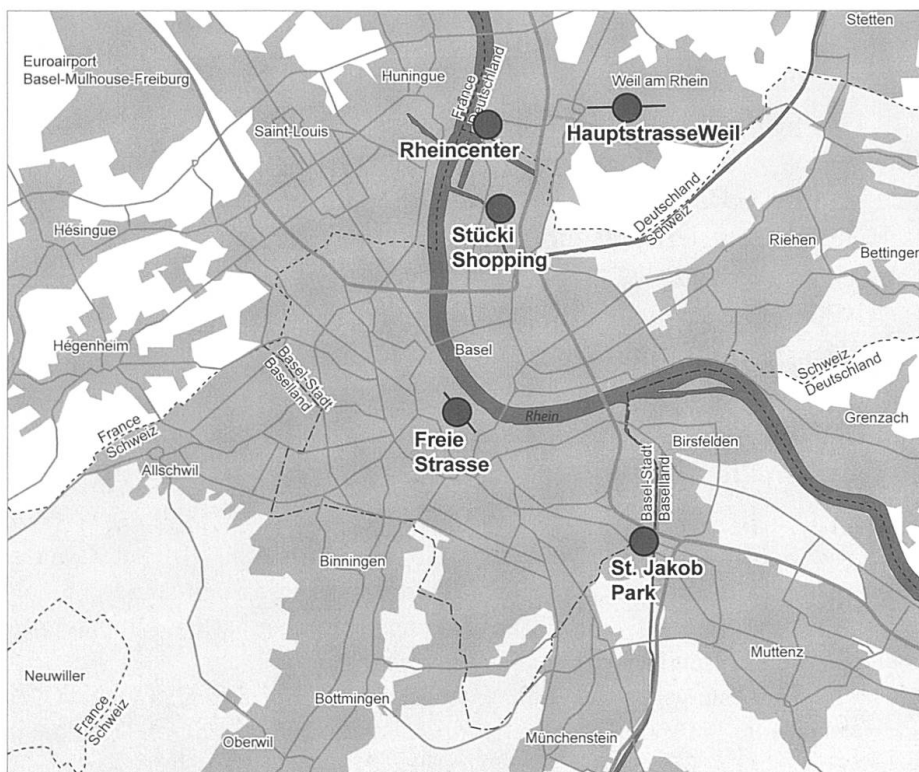 Stetten
Euroairport
Basel-Mulhouse-Freiburg
Huningue
France
Deutschland
Weil am Rhein
Saint-Louis
Rheincenter
HauptstrasseWeil
Hésingue
Stücki
Shopping
Deutschland
Schweiz
Riehen
Bettingen
Hégenheim
Basel
Basel-Stadt
Baselland
Schweiz
Deutschland
France
Schweiz
Freie
Strasse
Rhein
Grenzach
Birsfelden
Allschwil
Basel-Stadt
Baselland
Binningen
St. Jakob
Park
Neuwiller
France
Schweiz
Bottmingen
Muttenz
Oberwil
Münchenstein